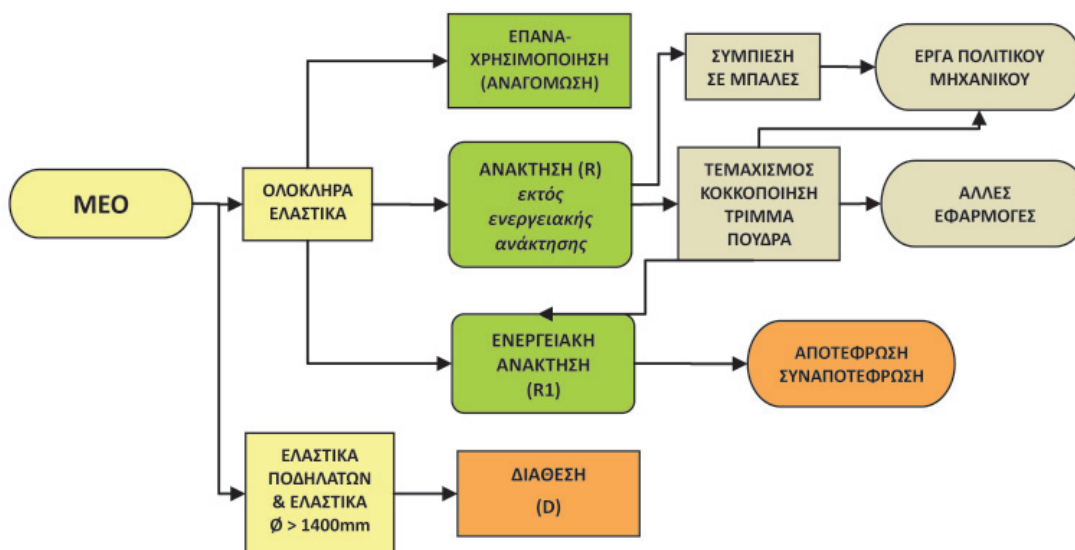 ΕΠΑΝΑ-
ΧΡΗΣΙΜΟΠΟΙΗΣΗ
(ΑΝΑΓΟΜΩΣΗ)
ΣΥΜΠΙΕΣΗ
ΣΕ ΜΠΑΛΕΣ
ΕΡΓΑ ΠΟΛΙΤΙΚΟΥ
ΜΗΧΑΝΙΚΟΥ
ΜΕΟ
ΟΛΟΚΛΗΡΑ
ΕΛΑΣΤΙΚΑ
ΑΝΑΚΤΗΣΗ (R)
εκτός
ενεργειακής
ανάκτησης
ΤΕΜΑΧΙΣΜΟΣ
ΚΟΚΚΟΠΟΙΗΣΗ
ΤΡΙΜΜΑ
ΠΟΥΔΡΑ
ΑΛΛΕΣ
ΕΦΑΡΜΟΓΕΣ
ΕΝΕΡΓΕΙΑΚΗ
ΑΝΑΚΤΗΣΗ
(R1)
ΑΠΟΤΕΦΡΩΣΗ
ΣΥΝΑΠΟΤΕΦΡΩΣΗ
ΕΛΑΣΤΙΚΑ
ΠΟΔΗΛΑΤΩΝ
& ΕΛΑΣΤΙΚΑ
Ø > 1400mm
ΔΙΑΘΕΣΗ
(D)